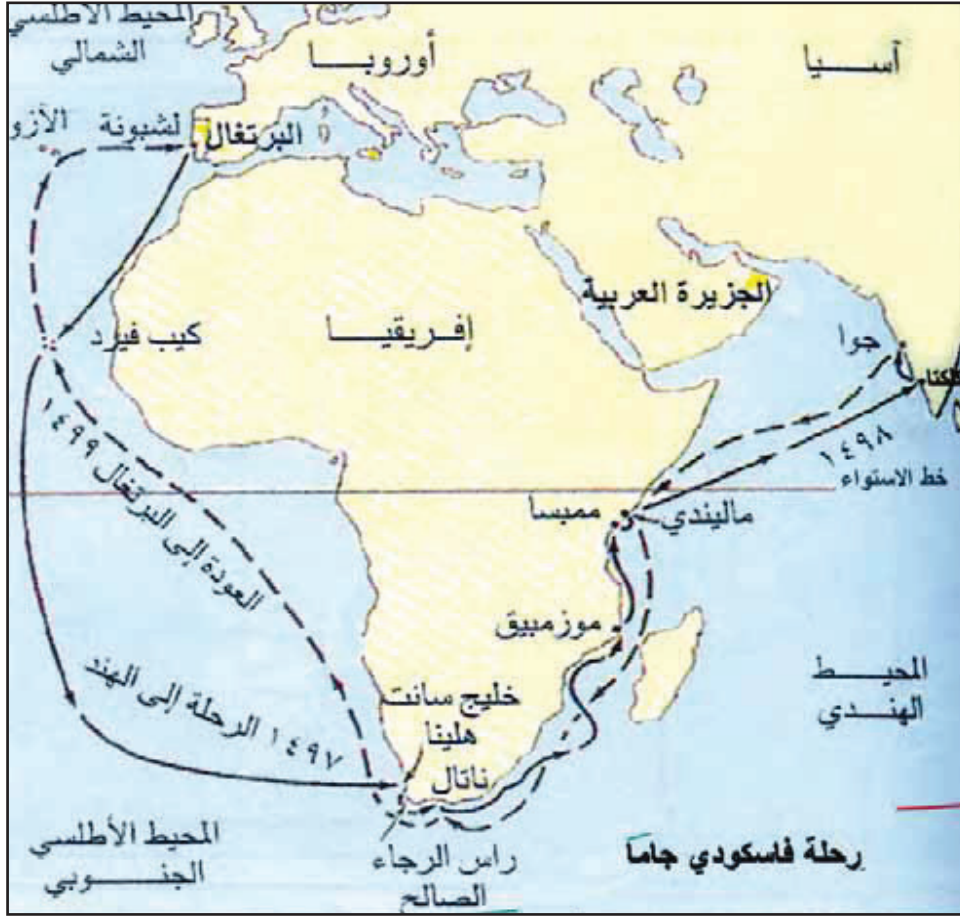 المحيط الأطلسي
الشمالي
أوروبا
آسيا
الآزو
لشبونة
البرتغال
الجزيرة العربية
إفريقيا
كيب فيرد
جوا
كلكتا
١٤٩٨
خط الاستواء
العودة إلى البرتغال ١٤٩٩
ممبسا
ماليندي
موزمبيق
المحيط
الهندي
١٤٩٧ الرحلة إلى الهند
خليج سانت
هلينا
ناتال
المحيط الأطلسي
الجنوبي
راس الرجاء
الصالح
رحلة فاسكودي جاما